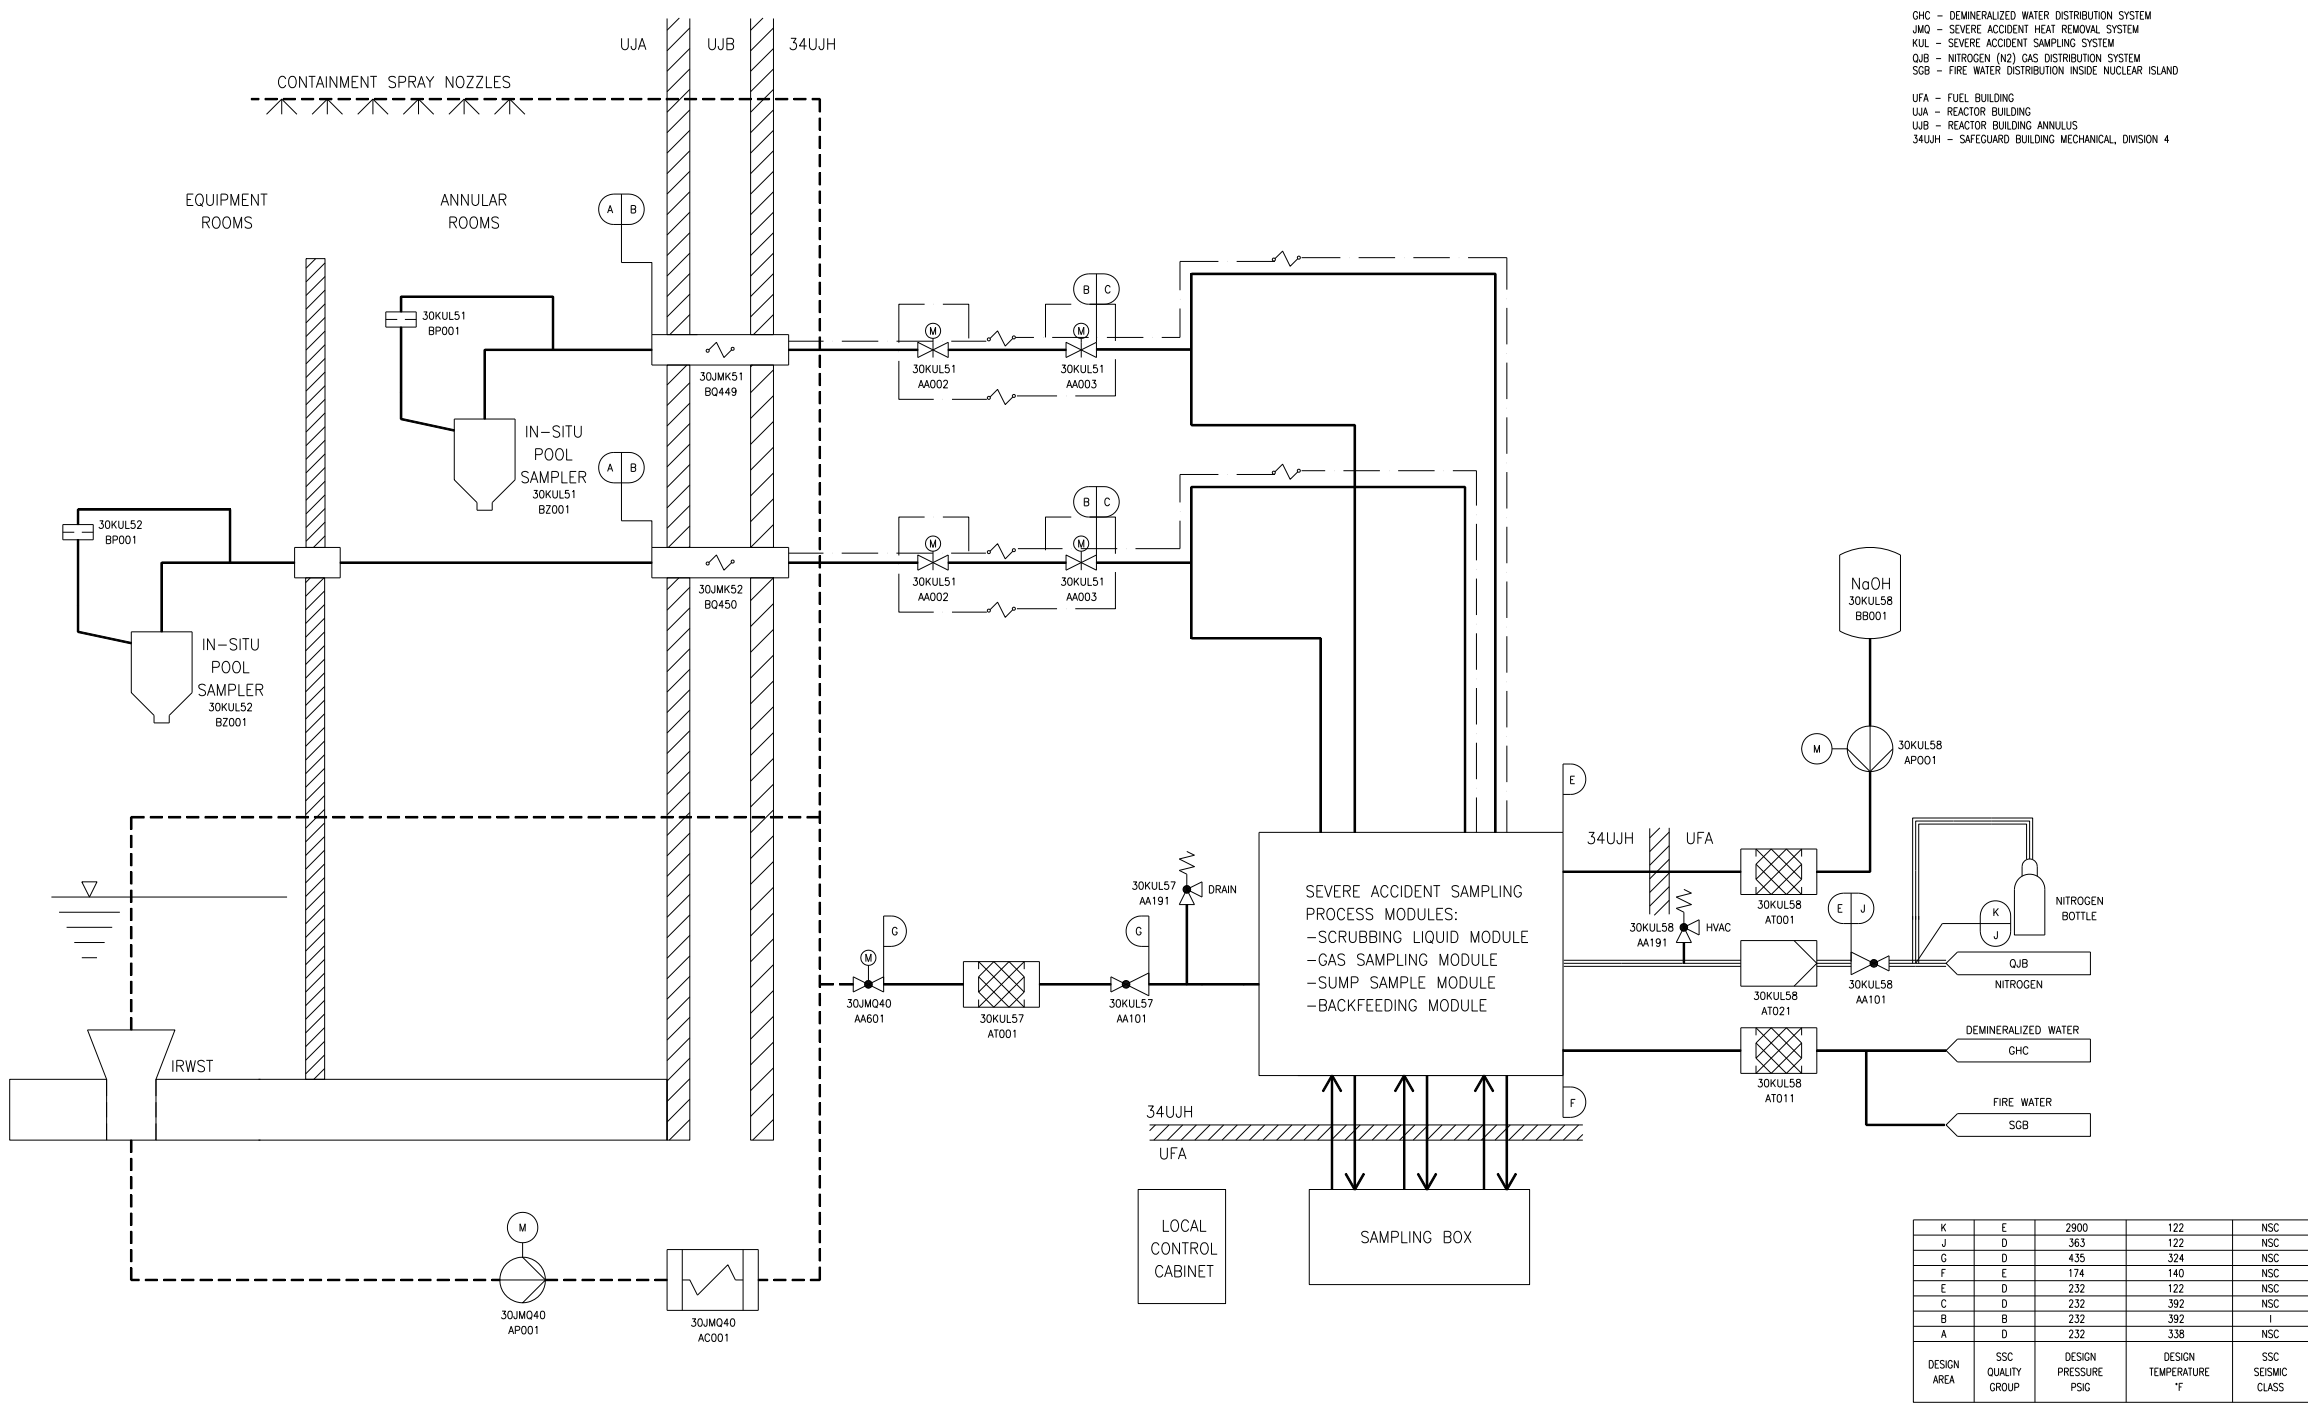 GHC – DEMINERALIZED WATER DISTRIBUTION SYSTEM
JMQ – SEVERE ACCIDENT HEAT REMOVAL SYSTEM
KUL – SEVERE ACCIDENT SAMPLING SYSTEM
QJB – NITROGEN (N2) GAS DISTRIBUTION SYSTEM
SGB – FIRE WATER DISTRIBUTION INSIDE NUCLEAR ISLAND
UFA – FUEL BUILDING
UJA – REACTOR BUILDING
UJB – REACTOR BUILDING ANNULUS
34UJH – SAFEGUARD BUILDING MECHANICAL, DIVISION 4
UJA
UJB
34UJH
CONTAINMENT SPRAY NOZZLES
EQUIPMENT
ROOMS
ANNULAR
ROOMS
A B
B C
30KUL51
BP001
M
M
30JMK51
BQ449
30KUL51
AA002
30KUL51
AA003
IN-SITU
POOL
SAMPLER
30KUL51
BZ001
A B
B C
30KUL52
BP001
M
M
30JMK52
BQ450
30KUL51
AA002
30KUL51
AA003
IN-SITU
POOL
SAMPLER
30KUL52
BZ001
NaOH
30KUL58
BB001
M
30KUL58
AP001
E
34UJH
UFA
30KUL58
AT001
30KUL57
AA191
DRAIN
G
M
30JMQ40
AA601
30KUL57
AT001
G
30KUL57
AA101
SEVERE ACCIDENT SAMPLING
PROCESS MODULES:
-SCRUBBING LIQUID MODULE
-GAS SAMPLING MODULE
-SUMP SAMPLE MODULE
-BACKFEEDING MODULE
30KUL58
AA191
HVAC
E J
K
J
NITROGEN
BOTTLE
30KUL58
AT021
30KUL58
AA101
QJB
NITROGEN
DEMINERALIZED WATER
GHC
30KUL58
AT011
FIRE WATER
SGB
F
IRWST
34UJH
UFA
LOCAL
CONTROL
CABINET
SAMPLING BOX
M
30JMQ40
AP001
30JMQ40
AC001
K E 2900 122 NSC
J D 363 122 NSC
G D 435 324 NSC
F E 174 140 NSC
E D 232 122 NSC
C D 232 392 NSC
B B 232 392 I
A D 232 338 NSC
DESIGN
AREA
SSC
QUALITY
GROUP
DESIGN
PRESSURE
PSIG
DESIGN
TEMPERATURE
°F
SSC
SEISMIC
CLASS